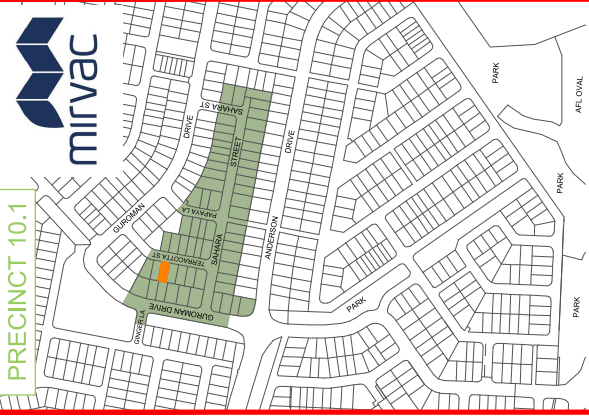 mirvac
PRECINCT 10.1
SAHARA ST
DRIVE
STREET
DRIVE
PARK
AFL OVAL
PARK
PAPAYA LA
GUROMAN
ANDERSON
SAHARA
TERRACOTTA ST
GUROMAN DRIVE
GINGER LA
PARK
PARK